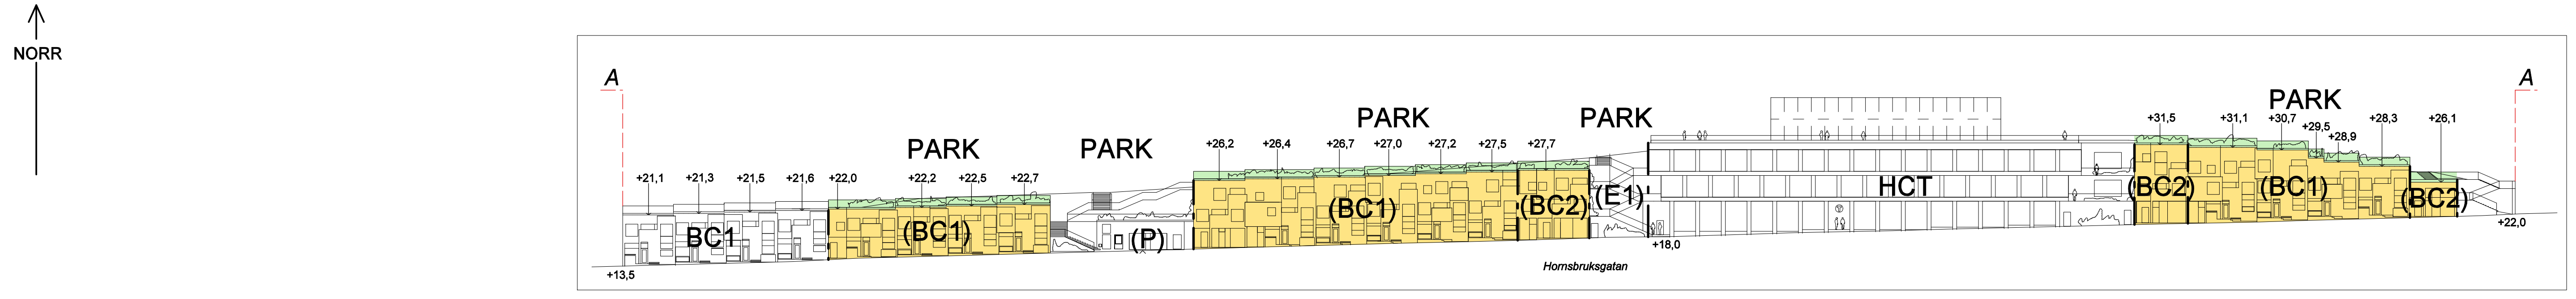 NORR
A
A
PARK
PARK
PARK
PARK
PARK
+21,1
+21,3
+21,5
+21,6
+22,0
+22,2
+22,5
+22,7
+26,2
+26,4
+26,7
+27,0
+27,2
+27,5
+27,7
+31,5
+31,1
+30,7
+29,5
+28,9
+28,3
+26,1
BC1
(BC1)
(P)
(BC1)
(BC2)
(E1)
HCT
(BC2)
(BC1)
(BC2)
+13,5
+18,0
+22,0
Hornsbruksgatan